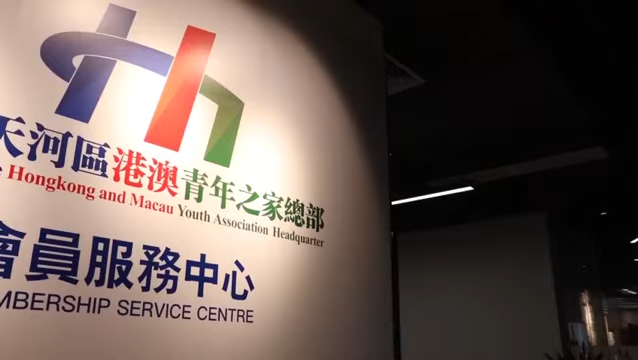 天河區港澳青年之家總部
Hongkong and Macau Youth Association Headquarter
會員服務中心
MBERSHIP SERVICE CENTRE